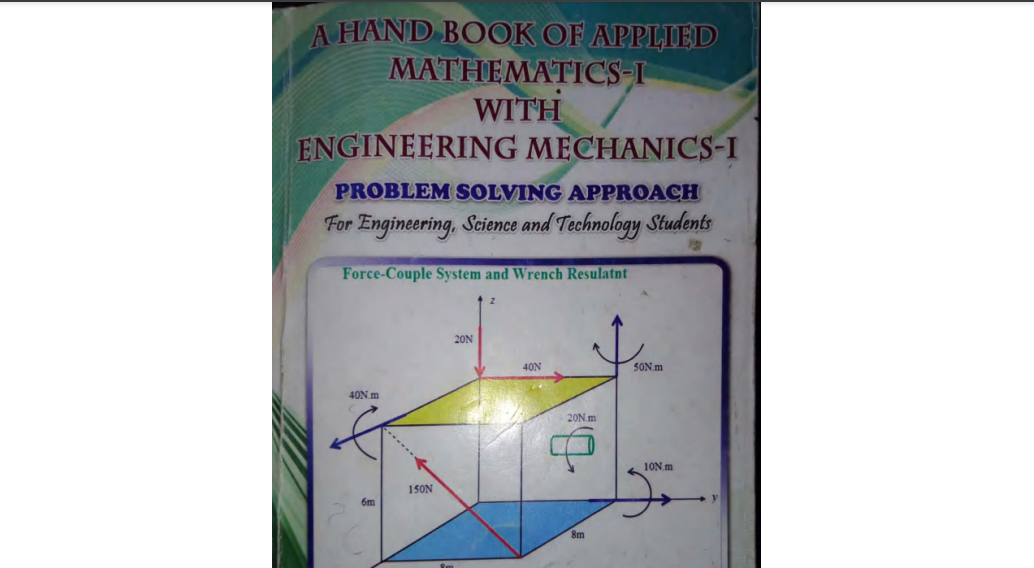 A HAND BOOK OF APPLIED
MATHEMATICS-I
WITH
ENGINEERING MECHANICS-I
PROBLEM SOLVING APPROACH
For Engineering, Science and Technology Students
Force-Couple System and Wrench Resulatnt
z
20N
40N
50N.m
40N.m
20N.m
10N.m
150N
6m
y
8m
8m